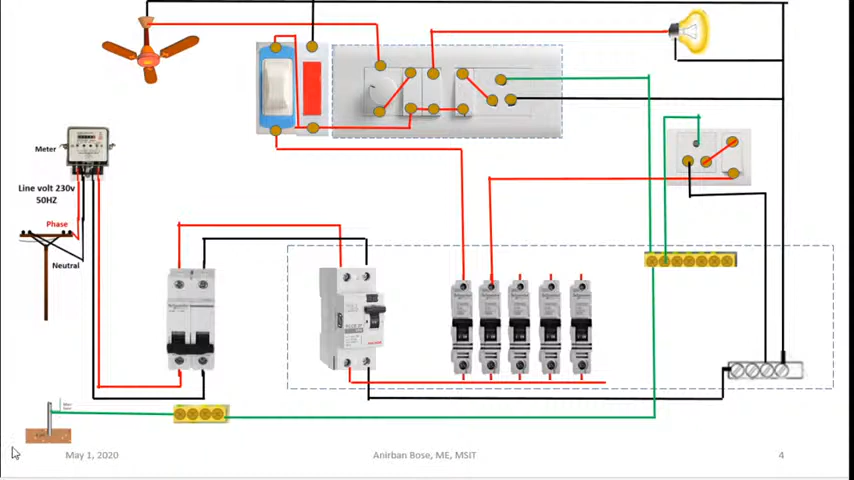 Meter
Line volt 230v
50HZ
Phase
Neutral
May 1, 2020
Anirban Bose, ME, MSIT
4